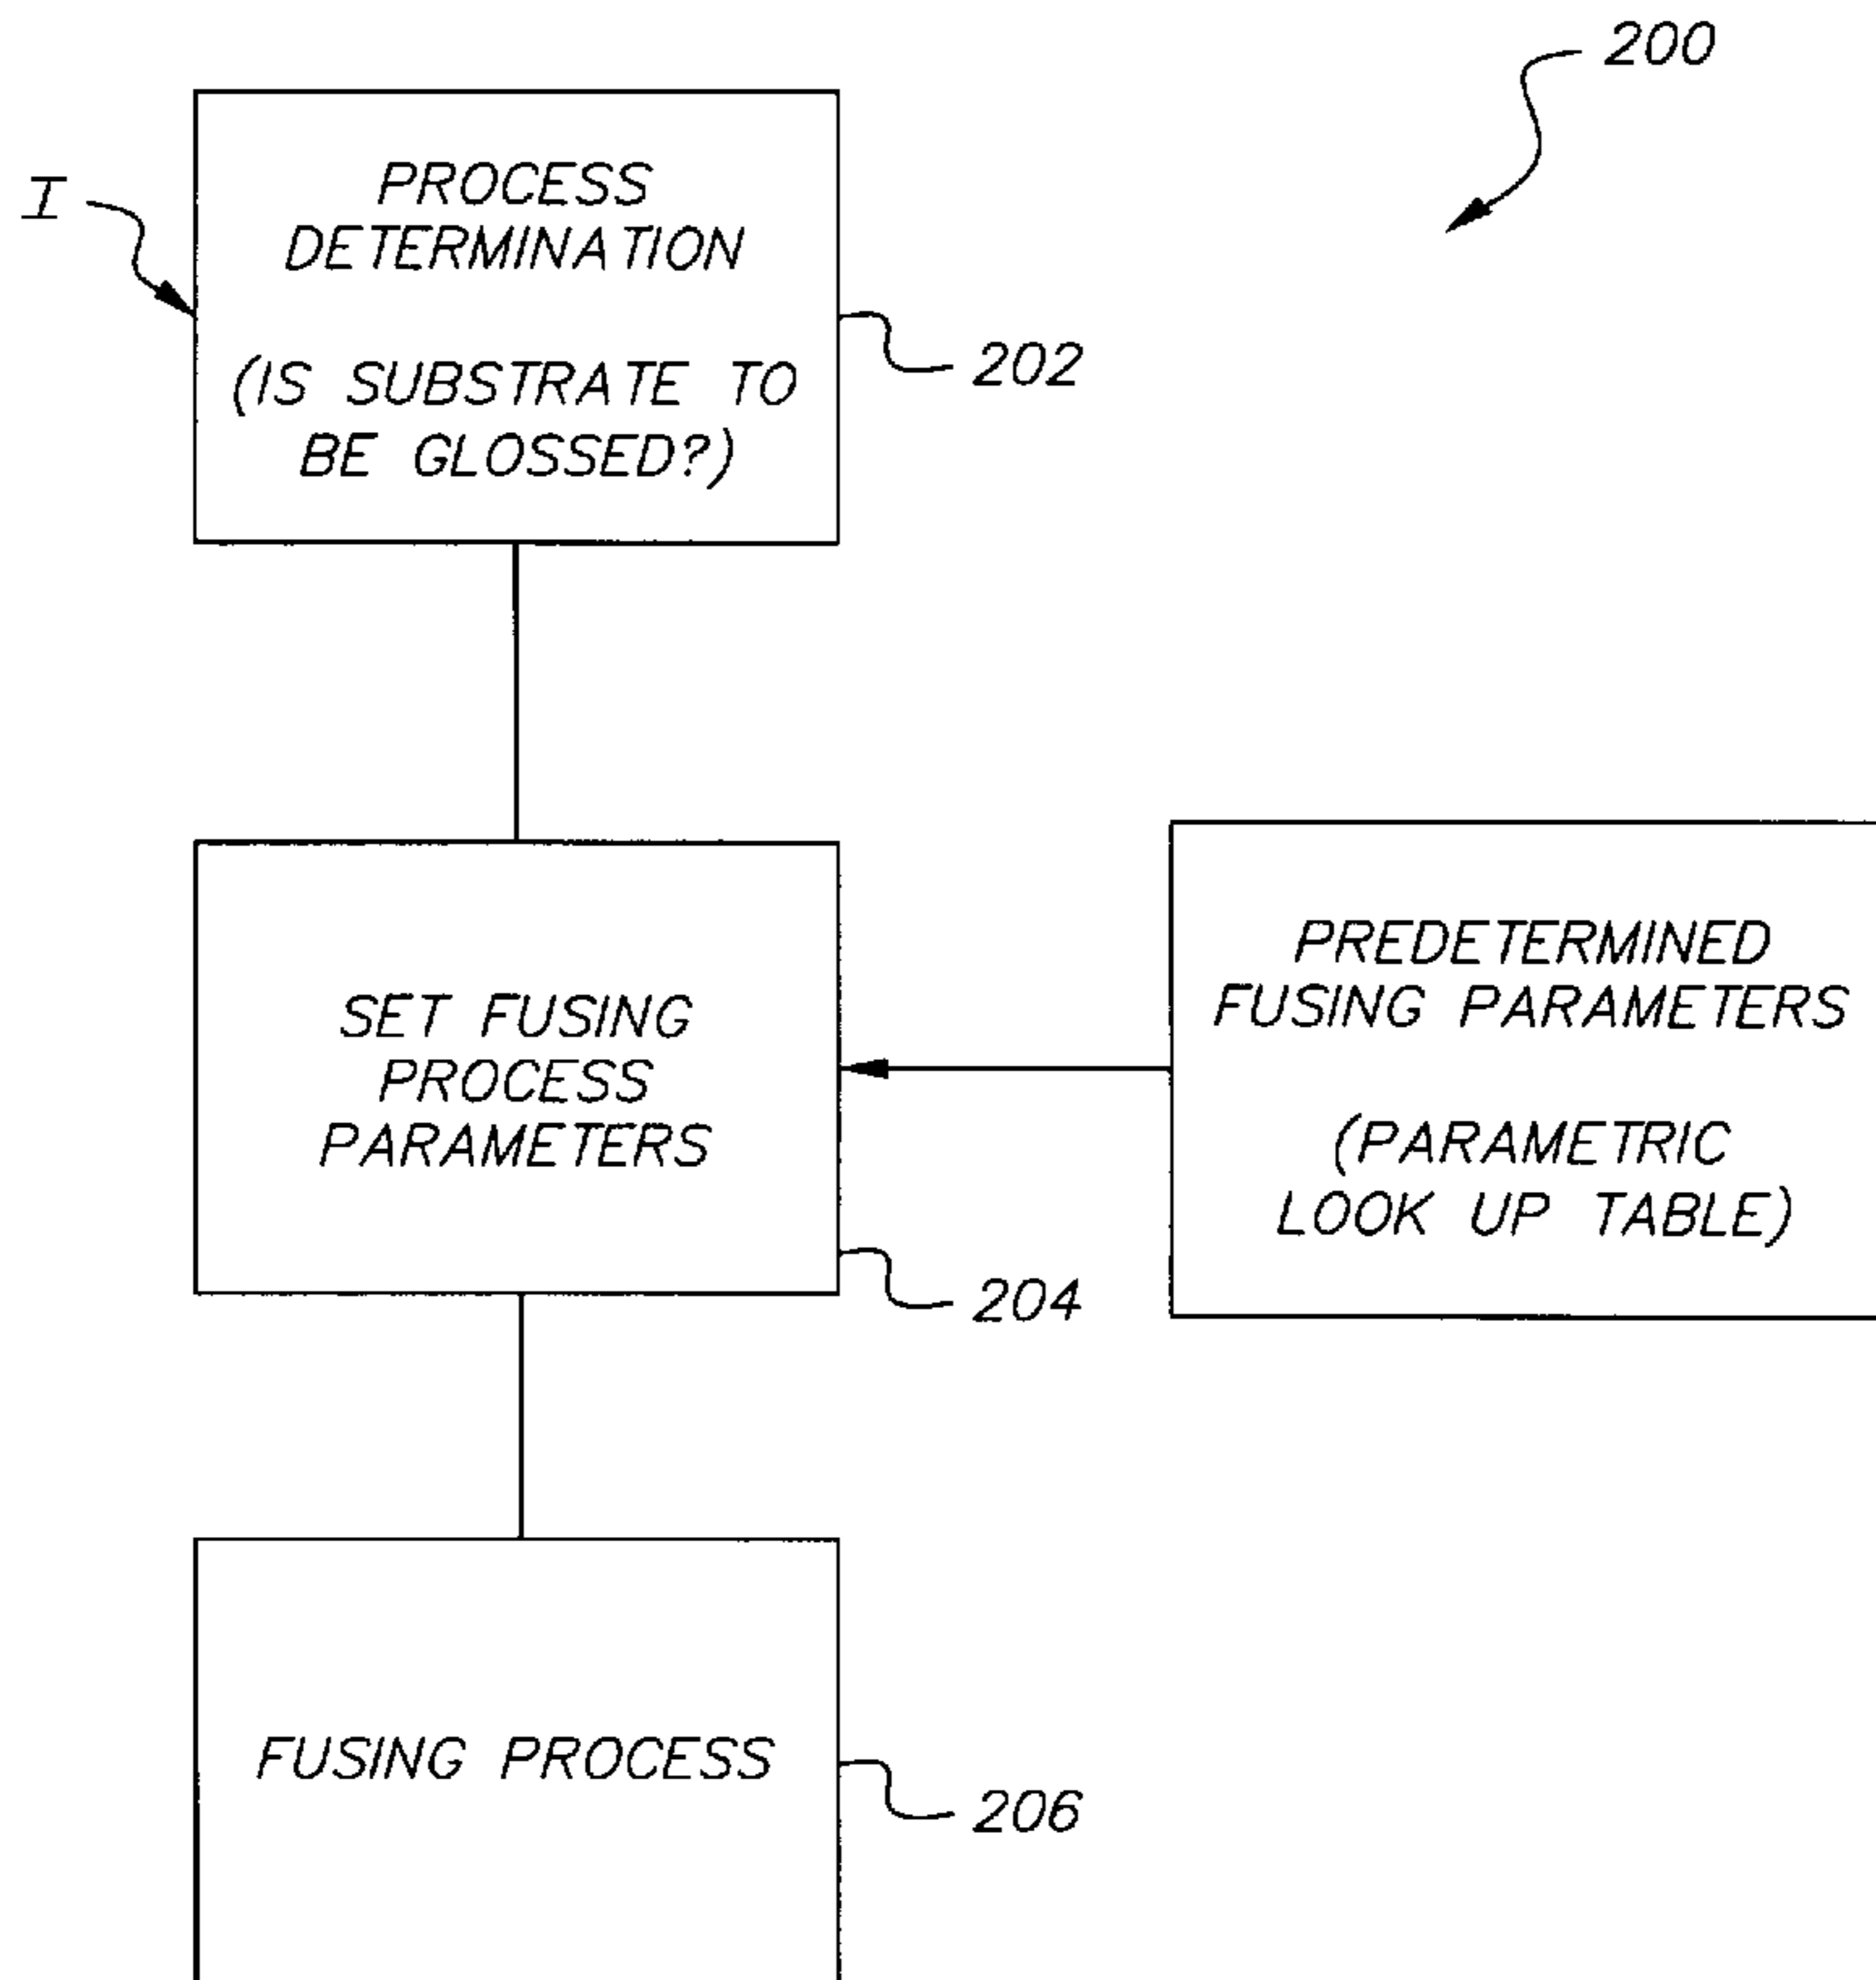 200
I
PROCESS
DETERMINATION
(IS SUBSTRATE TO
BE GLOSSED?)
202
SET FUSING
PROCESS
PARAMETERS
204
PREDETERMINED
FUSING PARAMETERS
(PARAMETRIC
LOOK UP TABLE)
FUSING PROCESS
206